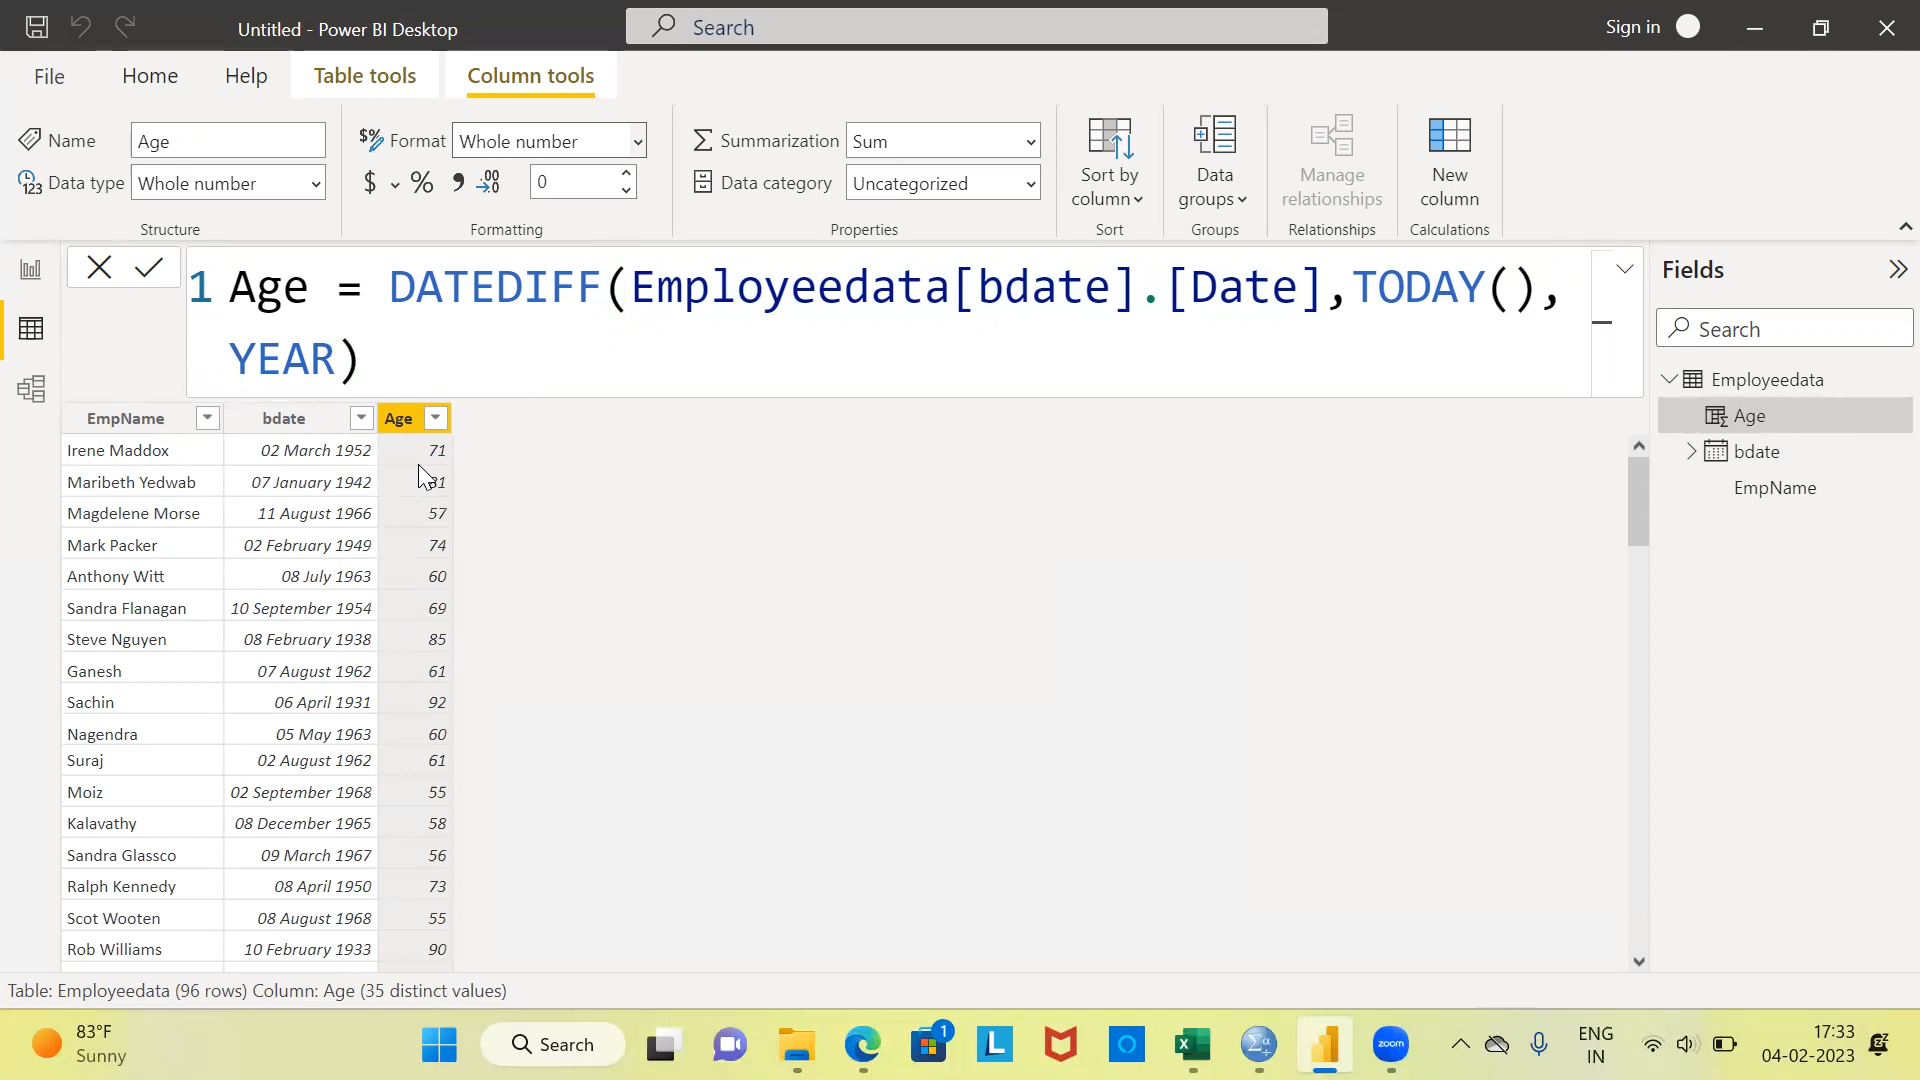 Untitled - Power BI Desktop
Search
Sign in
File
Home
Help
Table tools
Column tools
Name
Age
Format
Whole number
Summarization
Sum
Data type
Whole number
$
%
0
Data category
Uncategorized
Sort by
column
Data
groups
Manage
relationships
New
column
Structure
Formatting
Properties
Sort
Groups
Relationships
Calculations
1 Age = DATEDIFF(Employeedata[bdate].[Date],TODAY(),
YEAR)
Fields
Search
Employeedata
Age
bdate
EmpName
EmpName bdate Age
Irene Maddox 02 March 1952 71
Maribeth Yedwab 07 January 1942
Magdelene Morse 11 August 1966 57
Mark Packer 02 February 1949 74
Anthony Witt 08 July 1963 60
Sandra Flanagan 10 September 1954 69
Steve Nguyen 08 February 1938 85
Ganesh 07 August 1962 61
Sachin 06 April 1931 92
Nagendra 05 May 1963 60
Suraj 02 August 1962 61
Moiz 02 September 1968 55
Kalavathy 08 December 1965 58
Sandra Glassco 09 March 1967 56
Ralph Kennedy 08 April 1950 73
Scot Wooten 08 August 1968 55
Rob Williams 10 February 1933 90
Table: Employeedata (96 rows) Column: Age (35 distinct values)
83°F
Sunny
Search
1
L
zoom
ENG
IN
17:33
04-02-2023